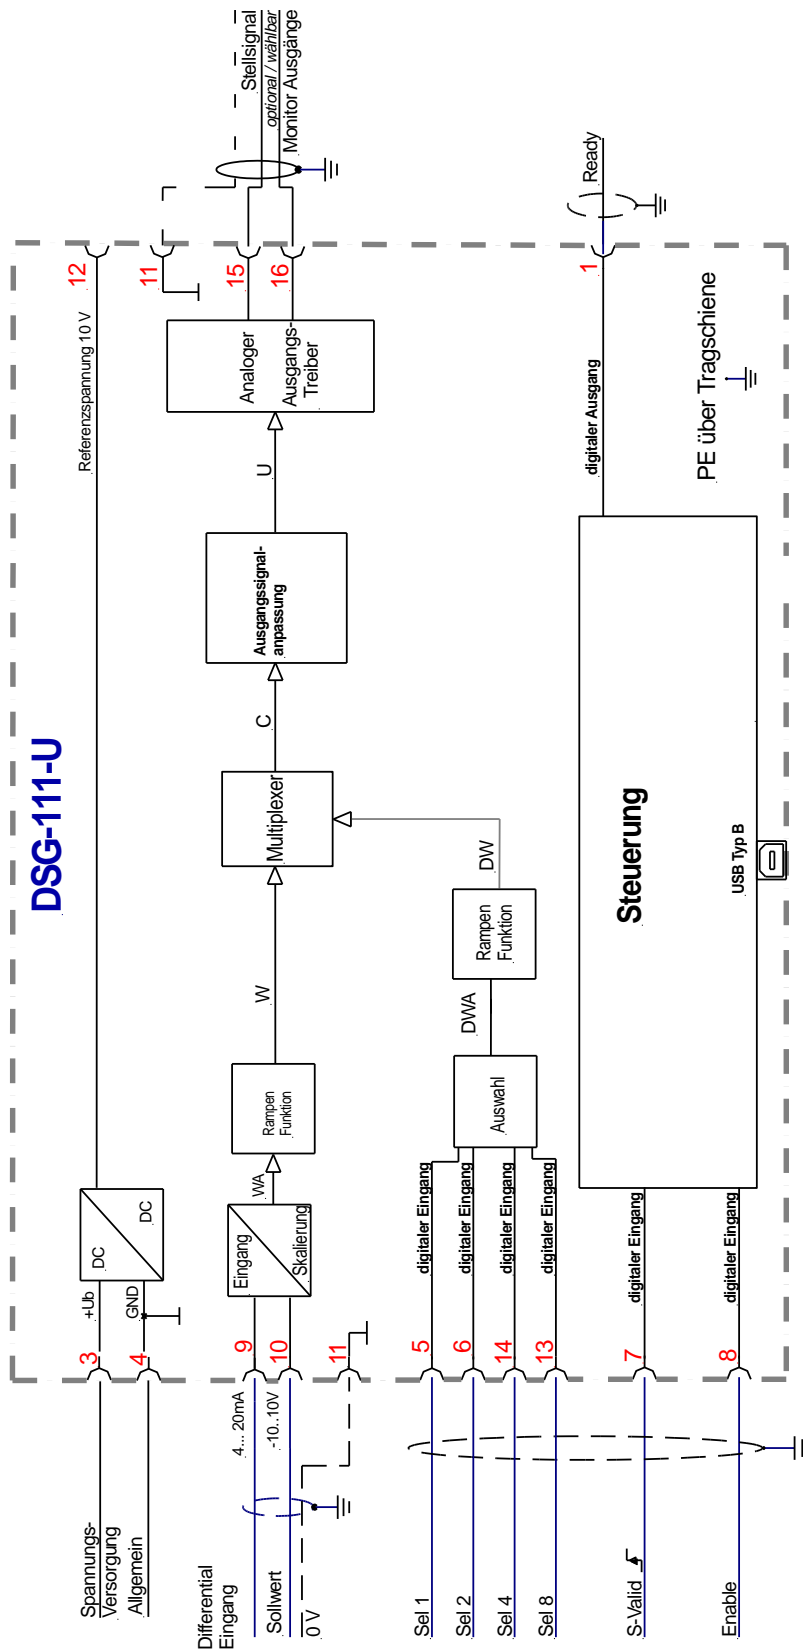 DSG-111-U
Spannungs-
Versorgung
Allgemein
3
4
+Ub
GND
DC
DC
Referenzspannung 10 V
12
11
Differential
Eingang
Sollwert
0 V
4... 20mA
-10..10V
9
10
11
Eingang
Skalierung
WA
Rampen
Funktion
W
Multiplexer
C
Ausgangssignal-
anpassung
U
Analoger
Ausgangs-
Treiber
15
16
Stellsignal
optional / wählbar
Monitor Ausgänge
Sel 1
Sel 2
Sel 4
Sel 8
5
6
14
13
digitaler Eingang
digitaler Eingang
digitaler Eingang
digitaler Eingang
Auswahl
DWA
Rampen
Funktion
DW
S-Valid
Enable
7
8
digitaler Eingang
digitaler Eingang
Steuerung
USB Typ B
digitaler Ausgang
1
Ready
PE über Tragschiene